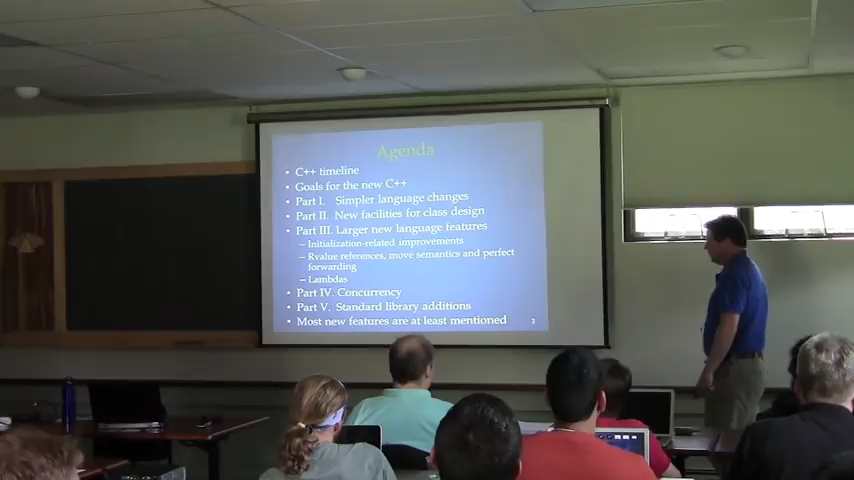 Agenda
• C++ timeline
• Goals for the new C++
• Part I. Simpler language changes
• Part II. New facilities for class design
• Part III. Larger new language features
– Initialization-related improvements
– Rvalue references, move semantics and perfect
forwarding
– Lambdas
• Part IV. Concurrency
• Part V. Standard library additions
• Most new features are at least mentioned
2